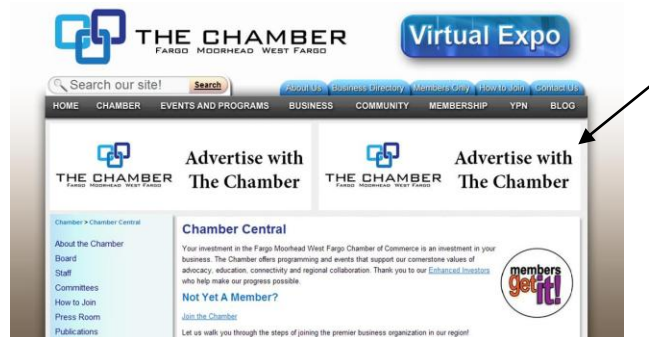 THE CHAMBER
FARGO MOORHEAD WEST FARGO
Virtual Expo
Search our site!
Search
About Us Business Directory Members Only How to Join Contact Us
HOME CHAMBER EVENTS AND PROGRAMS BUSINESS COMMUNITY MEMBERSHIP YPN BLOG
THE CHAMBER
FARGO MOORHEAD WEST FARGO
Advertise with
The Chamber
THE CHAMBER
FARGO MOORHEAD WEST FARGO
Advertise with
The Chamber
Chamber > Chamber Central
About the Chamber
Board
Staff
Committees
How to Join
Press Room
Publications
Chamber Central
Your investment in the Fargo Moorhead West Fargo Chamber of Commerce is an investment in your
business. The Chamber offers programming and events that support our cornerstone values of
advocacy, education, connectivity and regional collaboration. Thank you to our Enhanced Investors
who help make our progress possible.
members
get it!
Not Yet A Member?
Join the Chamber
Let us walk you through the steps of joining the premier business organization in our region!